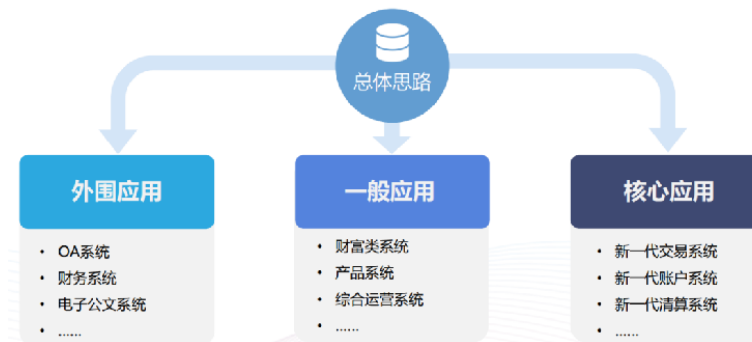 总体思路
外围应用
• OA系统
• 财务系统
• 电子公文系统
• ......
一般应用
• 财富类系统
• 产品系统
• 综合运营系统
• ......
核心应用
• 新一代交易系统
• 新一代账户系统
• 新一代清算系统
• ......